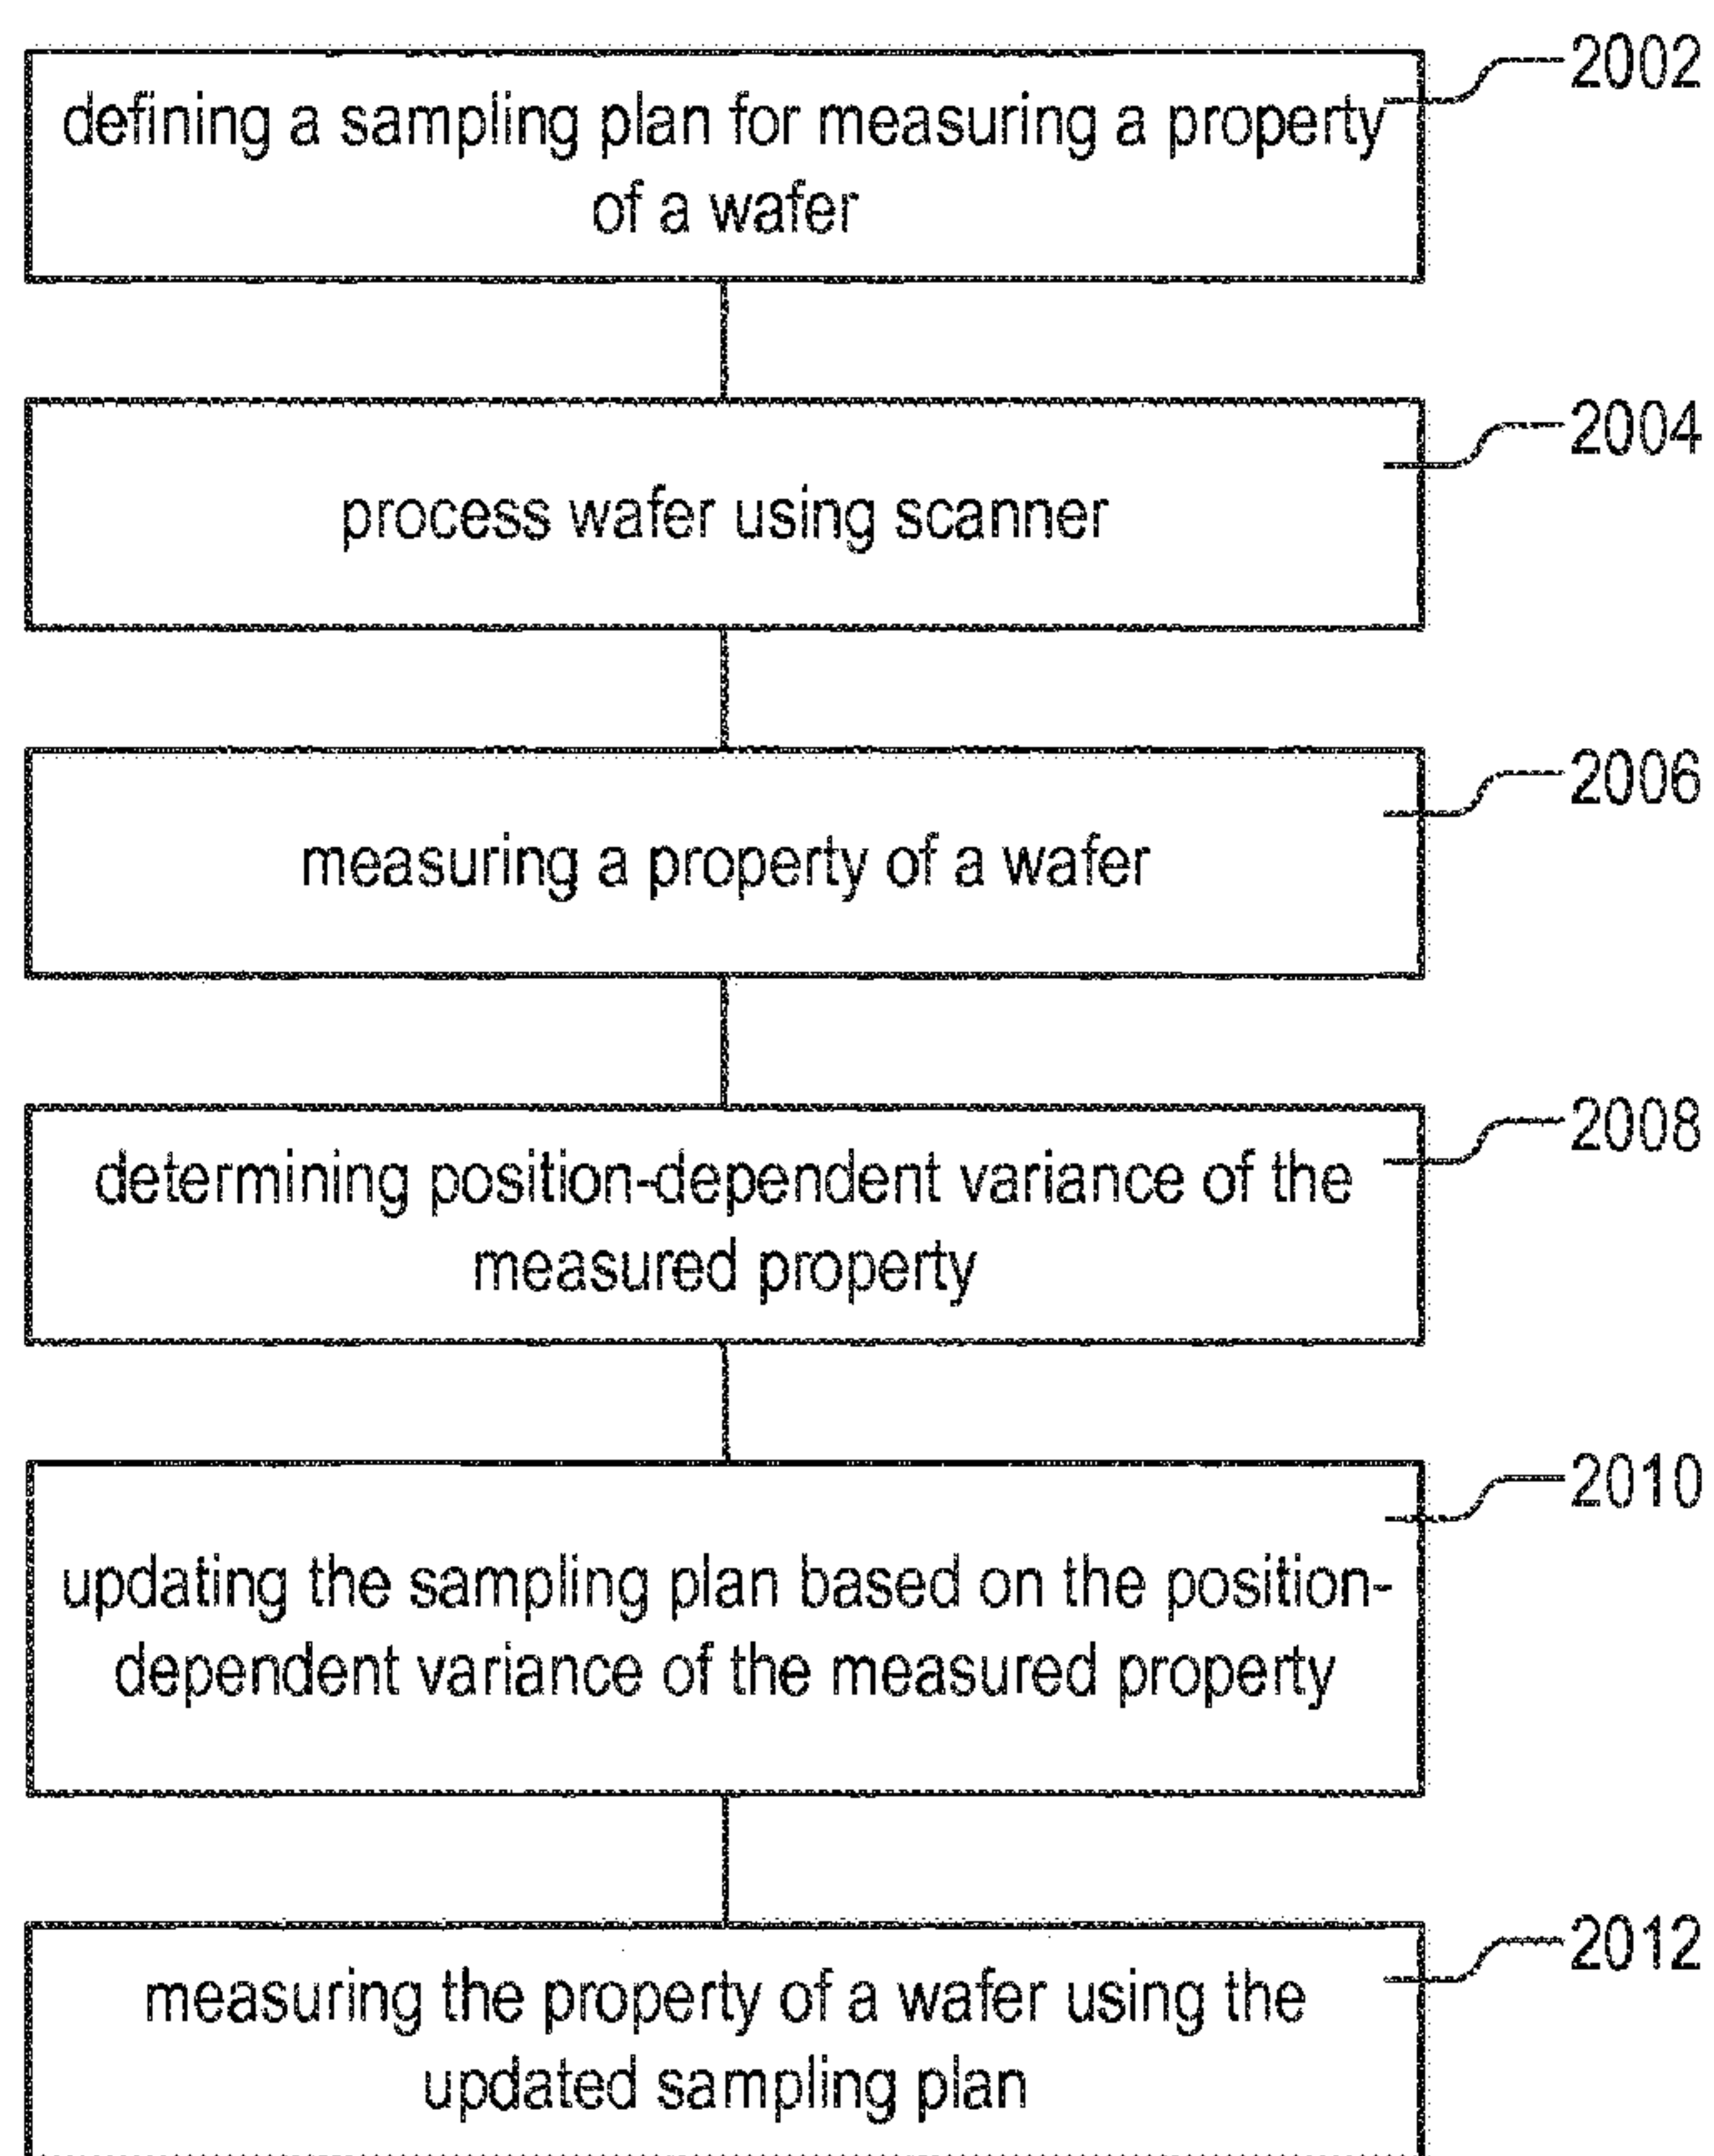 2002
defining a sampling plan for measuring a property
of a wafer
2004
process wafer using scanner
2006
measuring a property of a wafer
2008
determining position-dependent variance of the
measured property
2010
updating the sampling plan based on the position-
dependent variance of the measured property
2012
measuring the property of a wafer using the
updated sampling plan